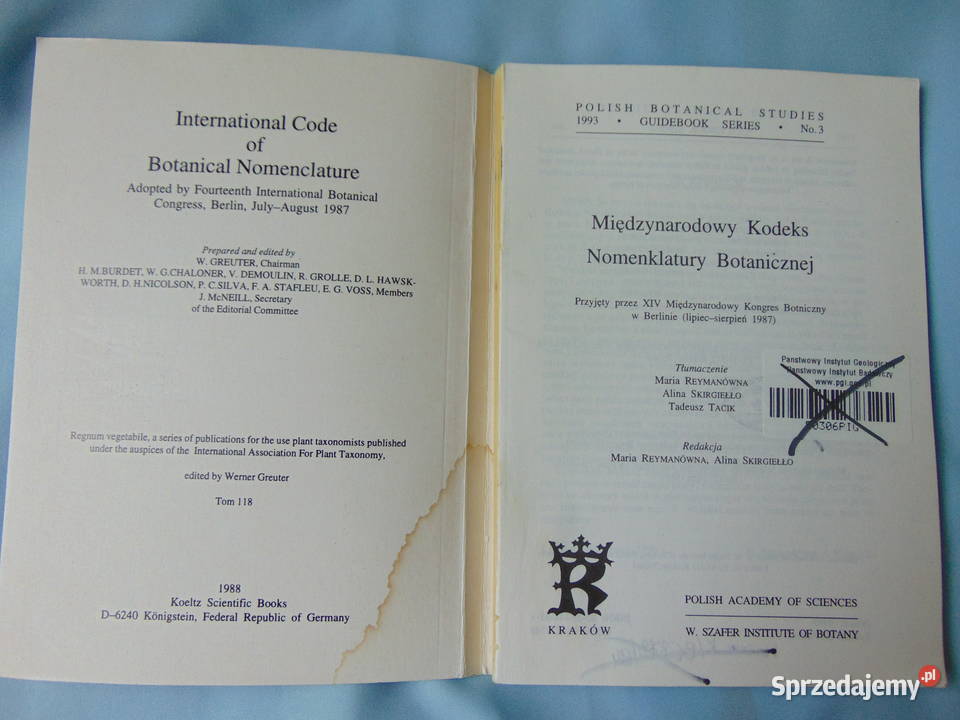 International Code
of
Botanical Nomenclature
Adopted by Fourteenth International Botanical
Congress, Berlin, July–August 1987
Prepared and edited by
W. GREUTER, Chairman
H. M.BURDET, W. G.CHALONER, V. DEMOULIN, R. GROLLE, D. L. HAWSK-
WORTH, D. H.NICOLSON, P. C.SILVA, F. A. STAFLEU, E. G. VOSS, Members
J. McNEILL, Secretary
of the Editorial Committee
Regnum vegetabile, a series of publications for the use plant taxonomists published
under the auspices of the International Association For Plant Taxonomy,
edited by Werner Greuter
Tom 118
1988
Koeltz Scientific Books
D–6240 Königstein, Federal Republic of Germany
POLISH BOTANICAL STUDIES
1993 • GUIDEBOOK SERIES • No. 3
Międzynarodowy Kodeks
Nomenklatury Botanicznej
Przyjęty przez XIV Międzynarodowy Kongres Botniczny
w Berlinie (lipiec–sierpień 1987)
Państwowy Instytut Geologiczny
Państwowy Instytut Badawczy
www.pgi.gov.pl
Tłumaczenie
Maria REYMANÓWNA
Alina SKIRGIEŁŁO
Tadeusz TACIK
Redakcja
Maria REYMANÓWNA, Alina SKIRGIEŁŁO
KRAKÓW
POLISH ACADEMY OF SCIENCES
W. SZAFER INSTITUTE OF BOTANY
Sprzedajemy.pl